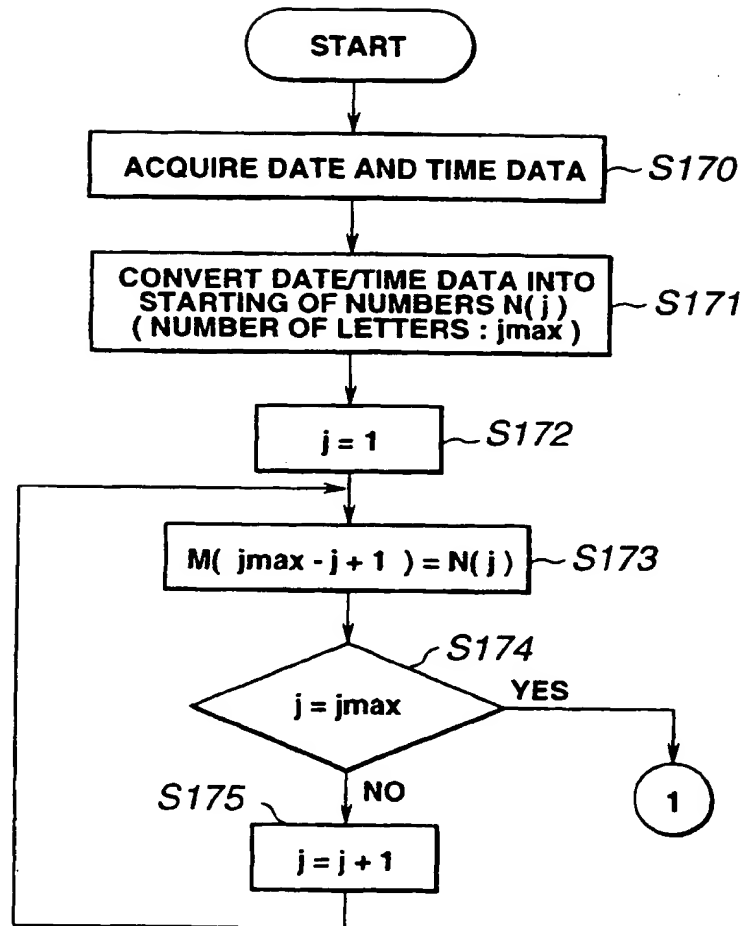 START
ACQUIRE DATE AND TIME DATA
S170
CONVERT DATE/TIME DATA INTO
STARTING OF NUMBERS N( j )
( NUMBER OF LETTERS : jmax )
S171
j = 1
S172
M( jmax - j + 1 ) = N( j )
S173
S174
j = jmax
YES
1
NO
S175
j = j + 1